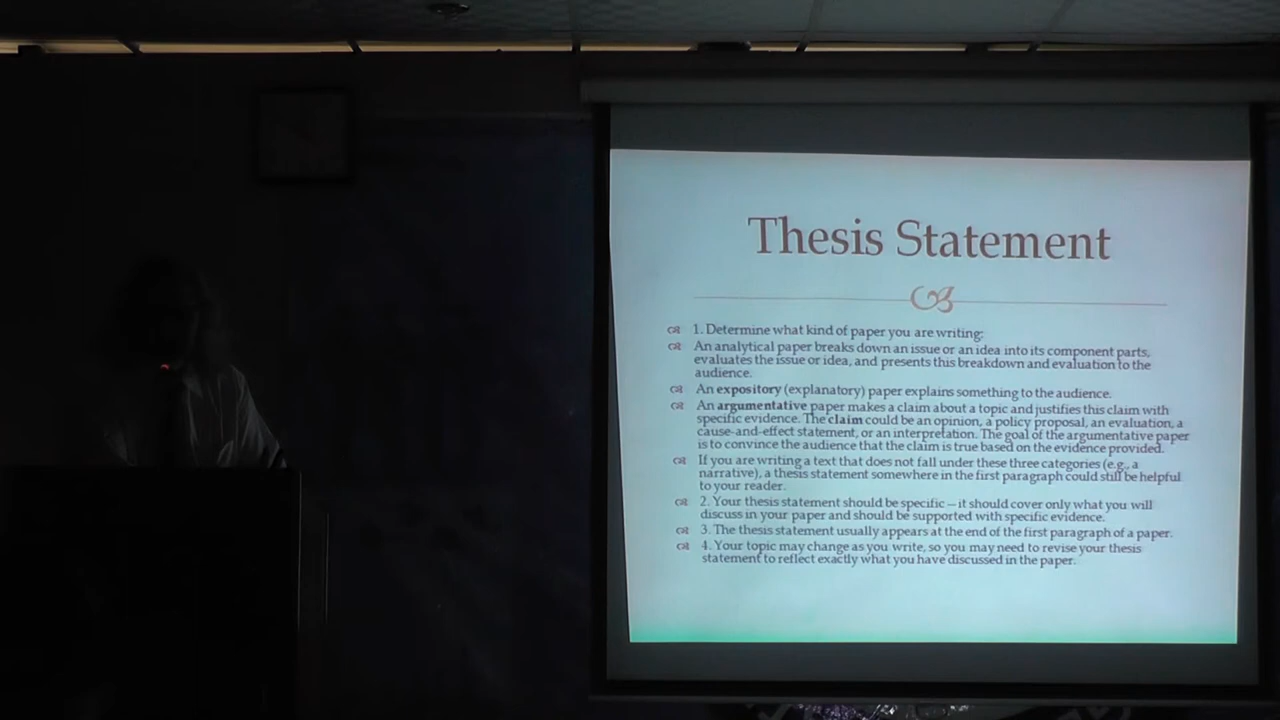 Thesis Statement
1. Determine what kind of paper you are writing:
An analytical paper breaks down an issue or an idea into its component parts,
evaluates the issue or idea, and presents this breakdown and evaluation to the
audience.
An expository (explanatory) paper explains something to the audience.
An argumentative paper makes a claim about a topic and justifies this claim with
specific evidence. The claim could be an opinion, a policy proposal, an evaluation, a
cause-and-effect statement, or an interpretation. The goal of the argumentative paper
is to convince the audience that the claim is true based on the evidence provided.
If you are writing a text that does not fall under these three categories (e.g., a
narrative), a thesis statement somewhere in the first paragraph could still be helpful
to your reader.
2. Your thesis statement should be specific – it should cover only what you will
discuss in your paper and should be supported with specific evidence.
3. The thesis statement usually appears at the end of the first paragraph of a paper.
4. Your topic may change as you write, so you may need to revise your thesis
statement to reflect exactly what you have discussed in the paper.